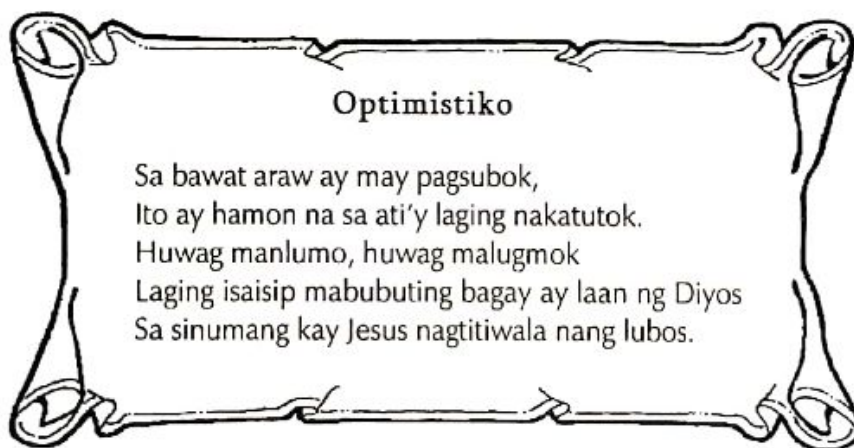 Optimistiko
Sa bawat araw ay may pagsubok,
Ito ay hamon na sa ati'y laging nakatutok.
Huwag manlumo, huwag malugmok
Laging isaisip mabubuting bagay ay laan ng Diyos
Sa sinumang kay Jesus nagtitiwala nang lubos.